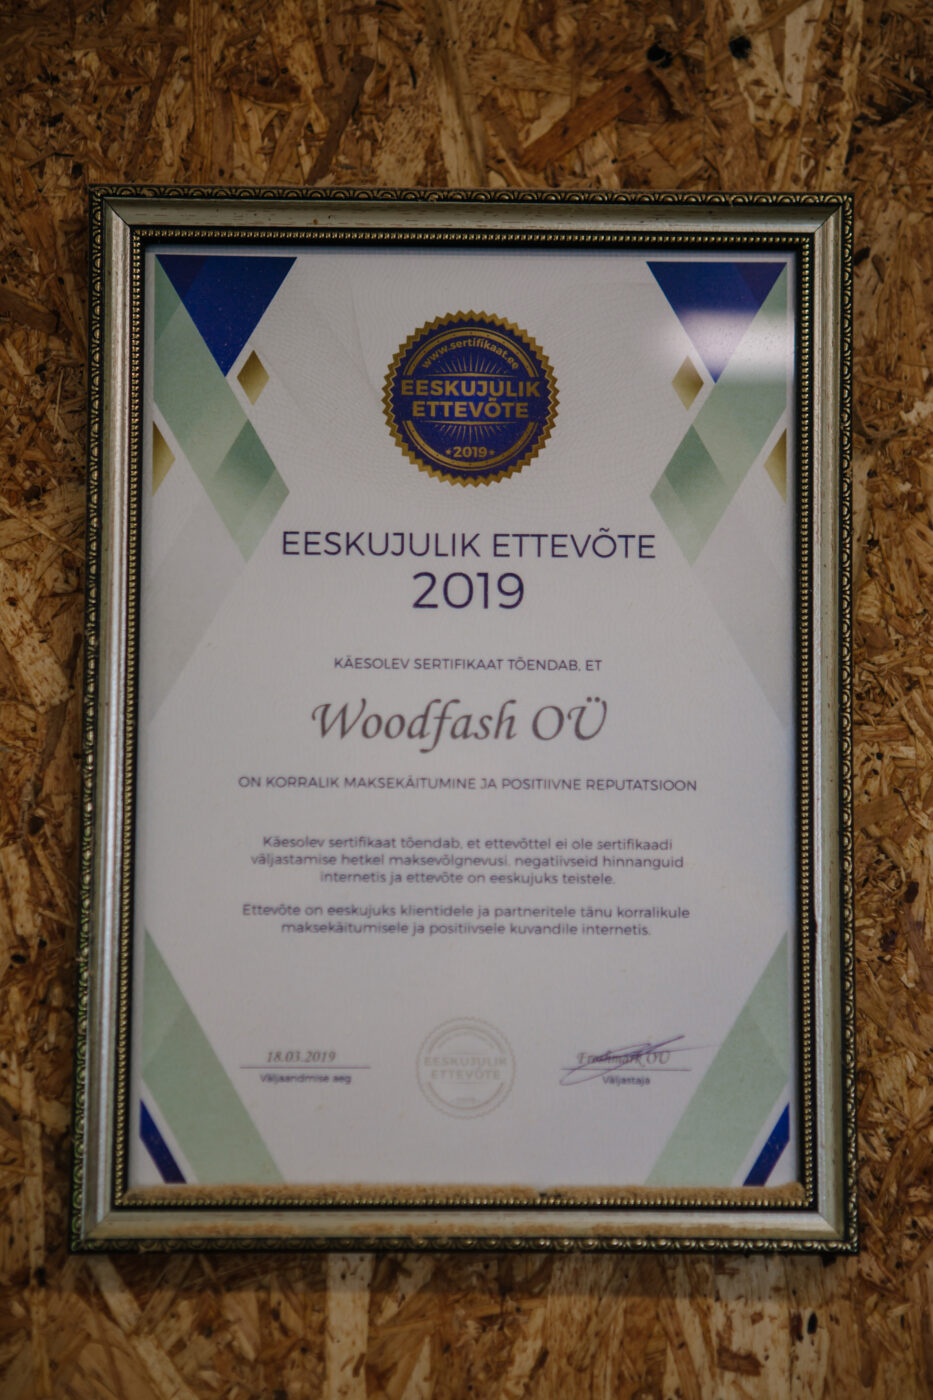 www.sertifikaat.ee
EESKUJULIK
ETTEVÕTE
2019
EESKUJULIK ETTEVÕTE
2019
KÄESOLEV SERTIFIKAAT TÕENDAB, ET
Woodfash OÜ
ON KORRALIK MAKSEKÄITUMINE JA POSITIIVNE REPUTATSIOON
Käesolev sertifikaat tõendab, et ettevõttel ei ole sertifikaadi
väljastamise hetkel maksevõlgnevusi, negatiivseid hinnanguid
internetis ja ettevõte on eeskujuks teistele.
Ettevõte on eeskujuks klientidele ja partneritele tänu korralikule
maksekäitumisele ja positiivsele kuvandile internetis.
18.03.2019
Väljaandmise aeg
EESKUJULIK
ETTEVÕTE
OÜ
Väljastaja